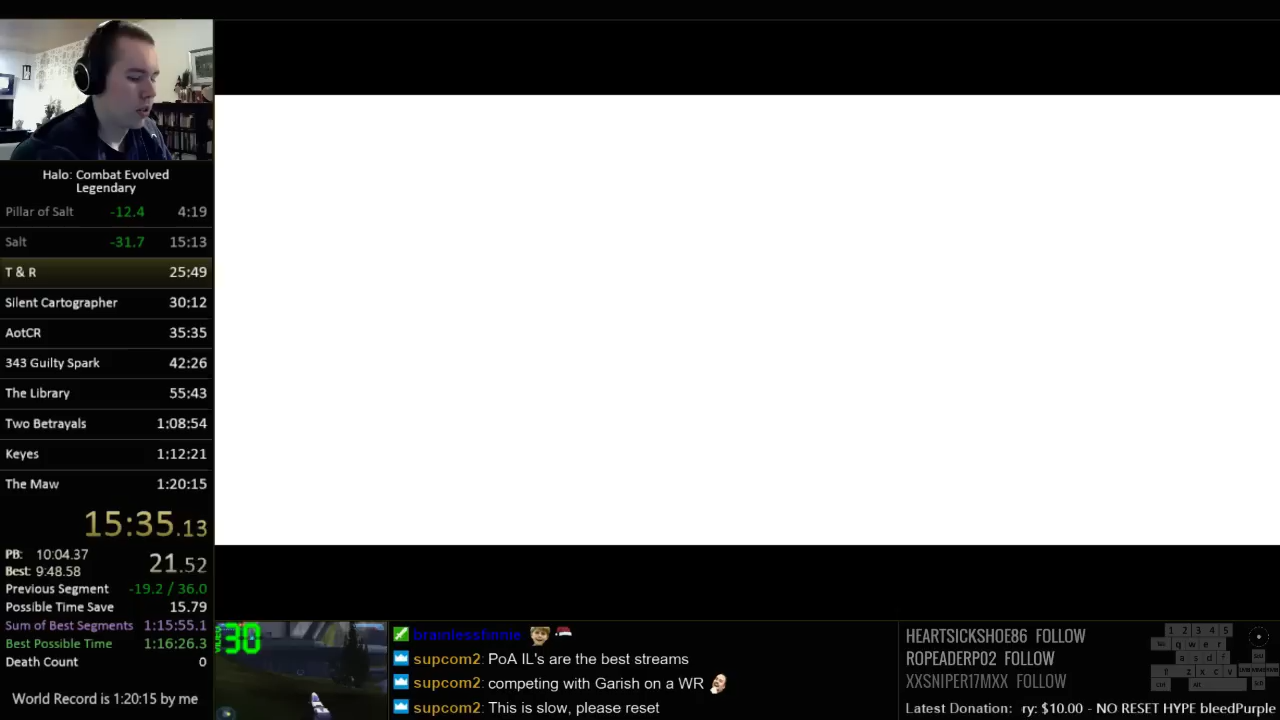 Halo: Combat Evolved
Legendary
Pillar of Salt -12.4 4:19
Salt -31.7 15:13
T & R 25:49
Silent Cartographer 30:12
AotCR 35:35
343 Guilty Spark 42:26
The Library 55:43
Two Betrayals 1:08:54
Keyes 1:12:21
The Maw 1:20:15
15:35.13
PB: 10:04.37
Best: 9:48.58
21.52
Previous Segment -19.2 / 36.0
Possible Time Save 15.79
Sum of Best Segments 1:15:55.1
Best Possible Time 1:16:26.3
Death Count 0
World Record is 1:20:15 by me
30
supcom2: PoA IL's are the best streams
supcom2: competing with Garish on a WR
supcom2: This is slow, please reset
HEARTSICKSHOE86 FOLLOW
ROPEADERP02 FOLLOW
XXSNIPER17MXX FOLLOW
1 2 3 4 5
q w e r
a s d f
z x c v
Latest Donation: ry: $10.00 - NO RESET HYPE bleedPurple